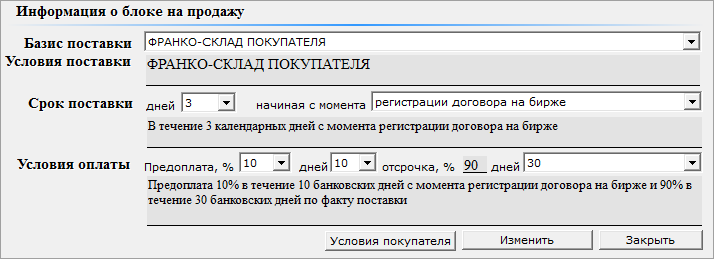 Информация о блоке на продажу
Базис поставки ФРАНКО-СКЛАД ПОКУПАТЕЛЯ
Условия поставки ФРАНКО-СКЛАД ПОКУПАТЕЛЯ
Срок поставки дней 3 начиная с момента регистрации договора на бирже
В течение 3 календарных дней с момента регистрации договора на бирже
Условия оплаты Предоплата, % 10 дней 10 отсрочка, % 90 дней 30
Предоплата 10% в течение 10 банковских дней с момента регистрации договора на бирже и 90% в
течение 30 банковских дней по факту поставки
Условия покупателя Изменить Закрыть